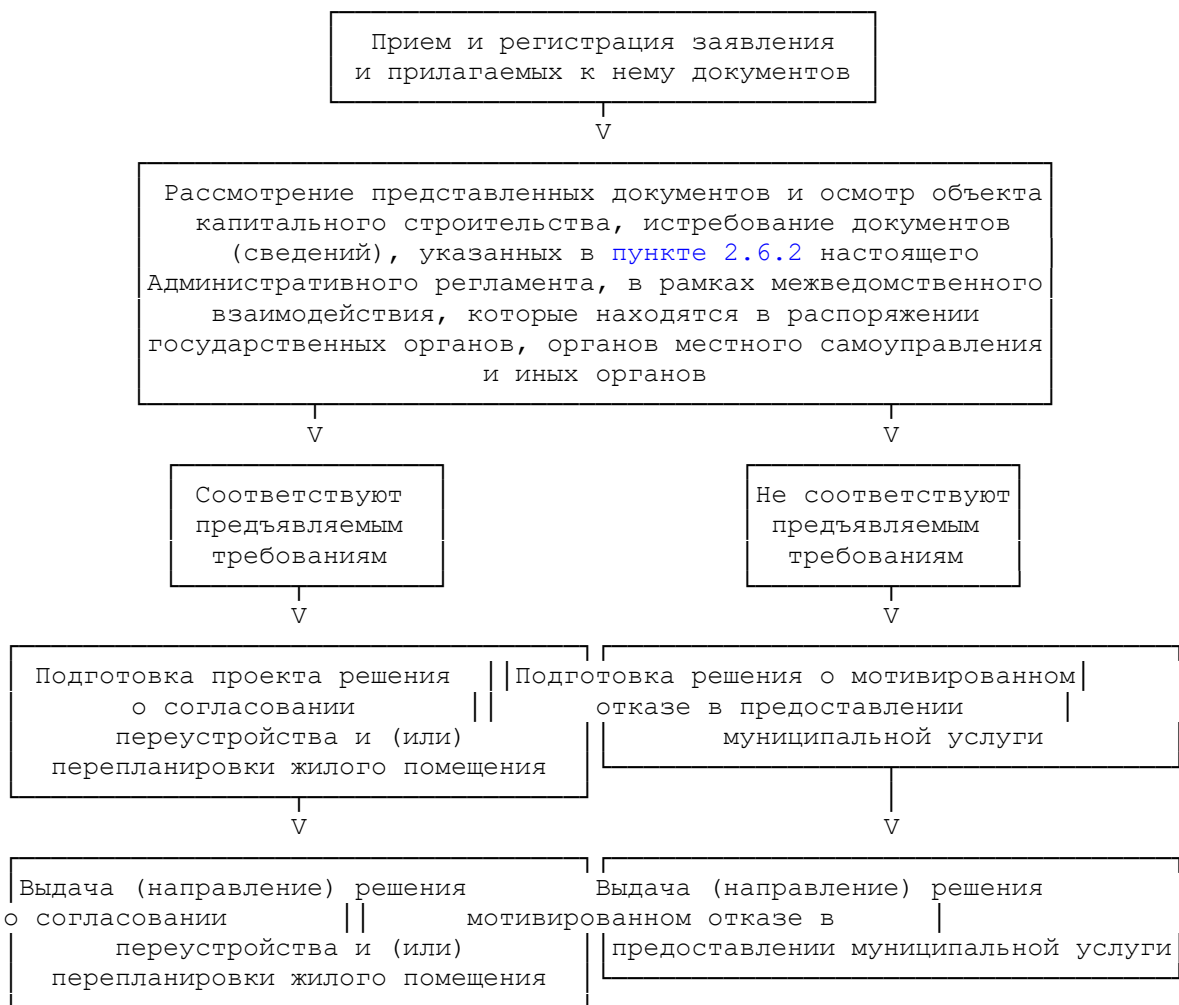 Прием и регистрация заявления
и прилагаемых к нему документов
V
Рассмотрение представленных документов и осмотр объекта
капитального строительства, истребование документов
(сведений), указанных в пункте 2.6.2 настоящего
Административного регламента, в рамках межведомственного
взаимодействия, которые находятся в распоряжении
государственных органов, органов местного самоуправления
и иных органов
V V
Соответствуют
предъявляемым
требованиям
Не соответствуют
предъявляемым
требованиям
V V
Подготовка проекта решения
о согласовании
переустройства и (или)
перепланировки жилого помещения
Подготовка решения о мотивированном
отказе в предоставлении
муниципальной услуги
V V
Выдача (направление) решения
о согласовании
переустройства и (или)
перепланировки жилого помещения
Выдача (направление) решения
мотивированном отказе в
предоставлении муниципальной услуги